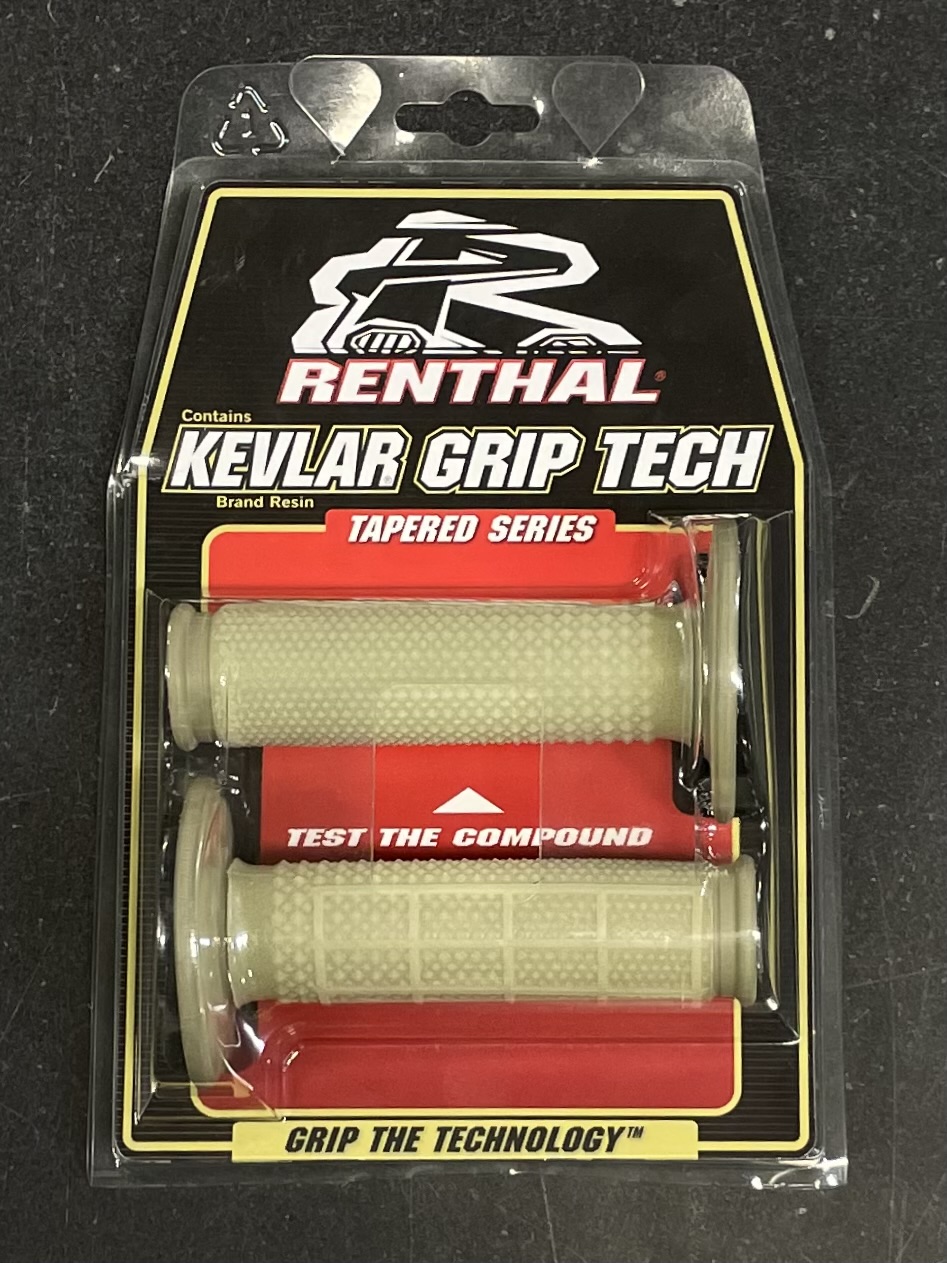 RENTHAL®
Contains
KEVLAR® GRIP TECH
Brand Resin
TAPERED SERIES
TEST THE COMPOUND
GRIP THE TECHNOLOGY™